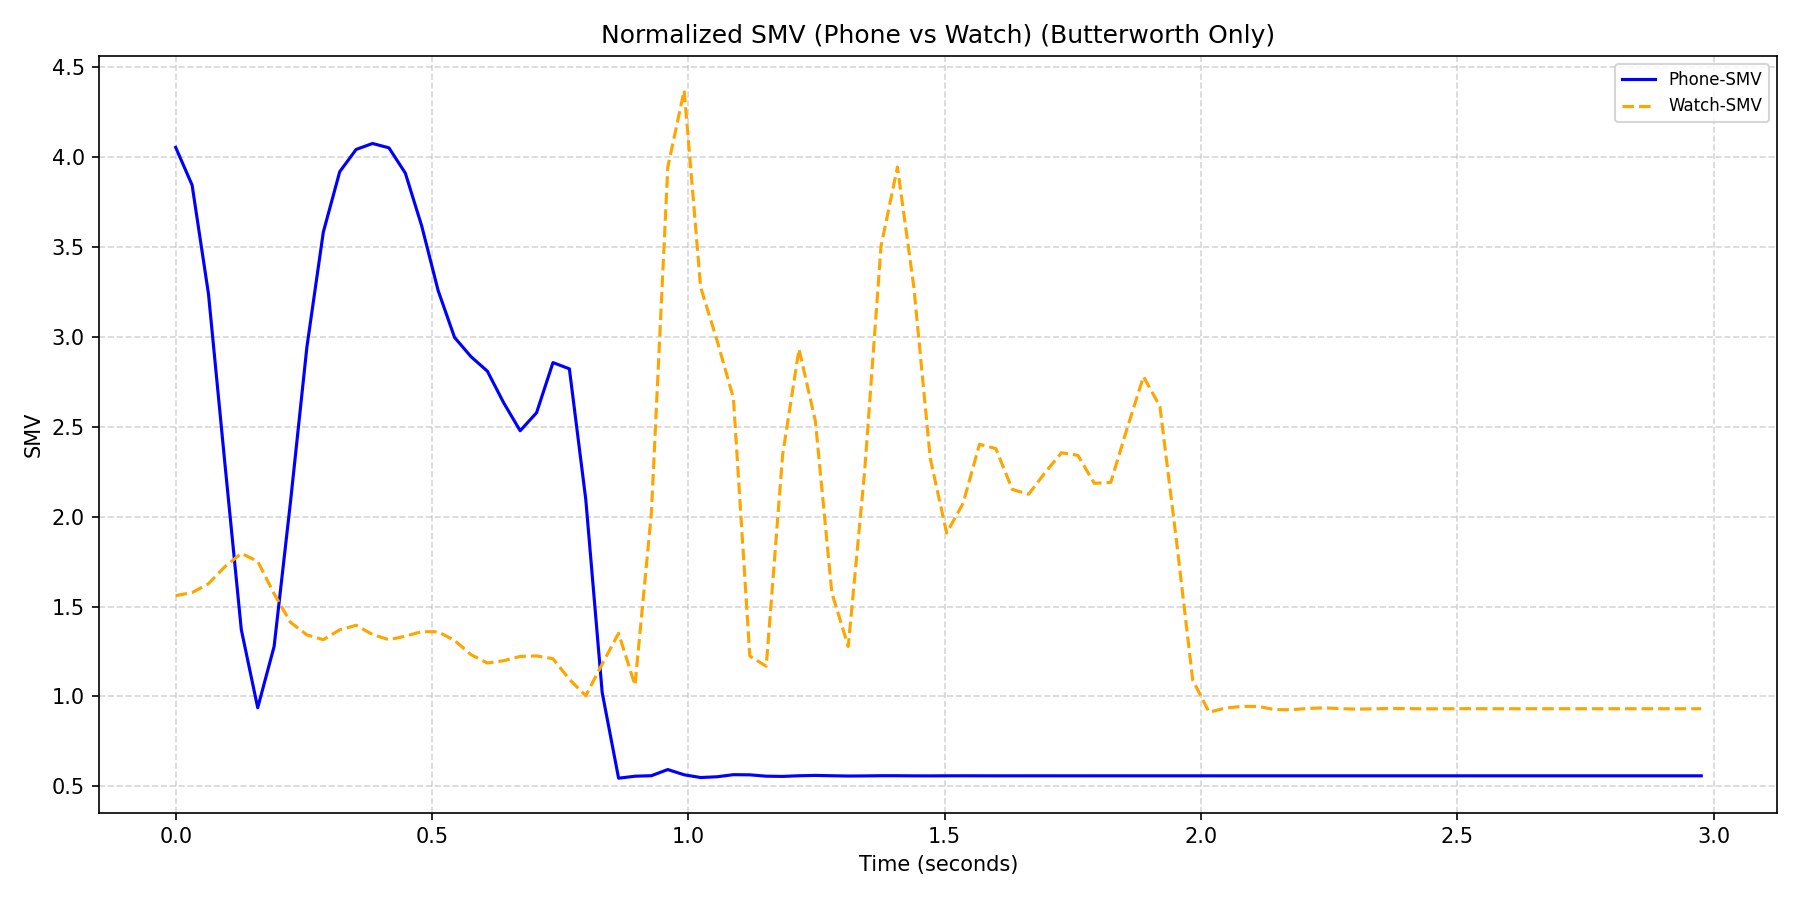 Normalized SMV (Phone vs Watch) (Butterworth Only)
Phone-SMV
Watch-SMV
4.5
4.0
3.5
3.0
2.5
2.0
1.5
1.0
0.5
SMV
0.0 0.5 1.0 1.5 2.0 2.5 3.0
Time (seconds)